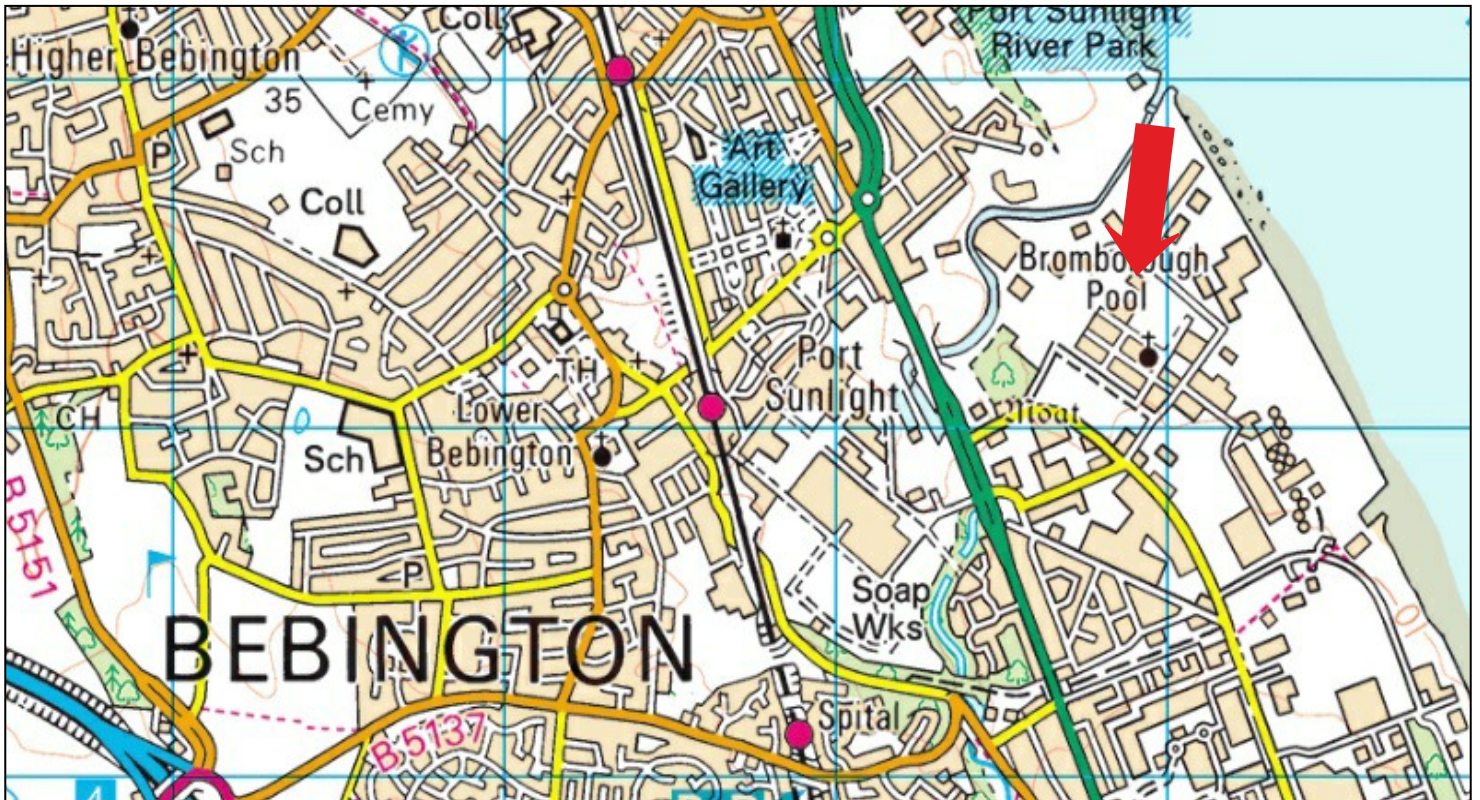 Coll
Port Sunlight
River Park
Higher Bebington
35
Cemy
P
Sch
Art
Gallery
Coll
Bromborough
Pool
TH
Port
Sunlight
CH
Lower
Bebington
Sch
B 5151
P
Soap
Wks
BEBINGTON
10
Spital
B 5137
4